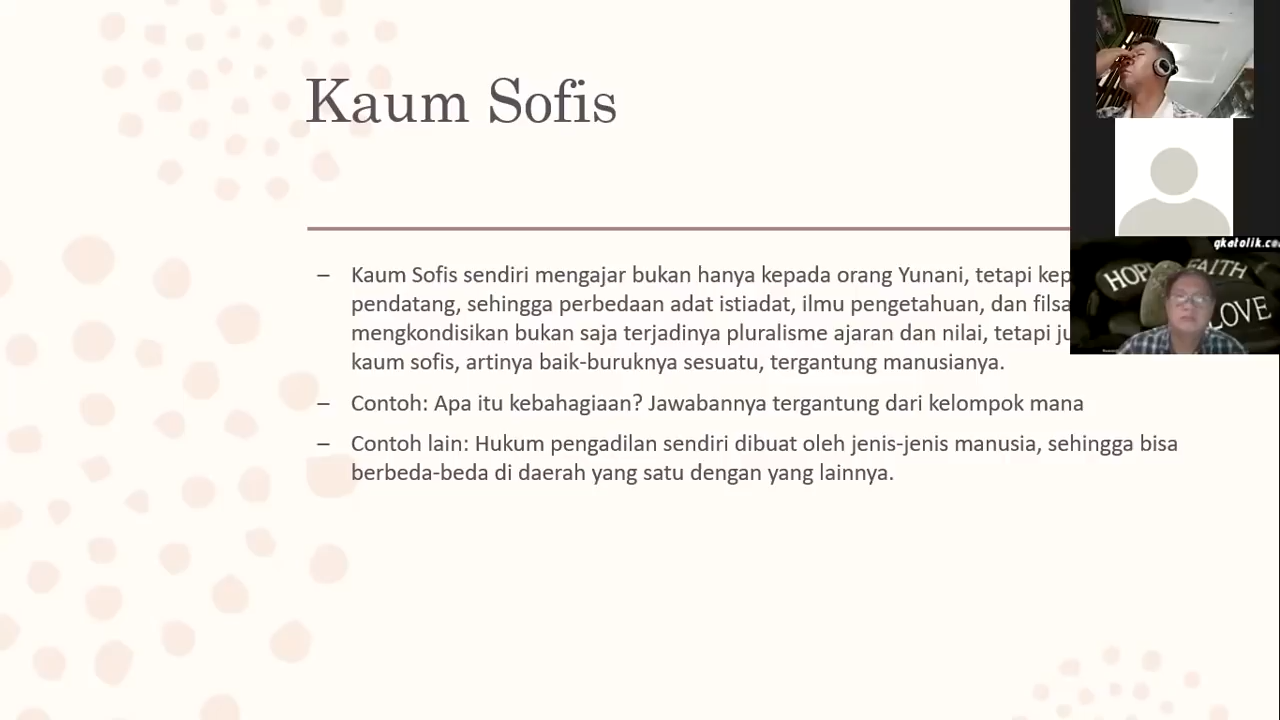 Kaum Sofis
– Kaum Sofis sendiri mengajar bukan hanya kepada orang Yunani, tetapi
pendatang, sehingga perbedaan adat istiadat, ilmu pengetahuan, dan
mengkondisikan bukan saja terjadinya pluralisme ajaran dan nilai, tetapi
kaum sofis, artinya baik-buruknya sesuatu, tergantung manusianya.
– Contoh: Apa itu kebahagiaan? Jawabannya tergantung dari kelompok mana
– Contoh lain: Hukum pengadilan sendiri dibuat oleh jenis-jenis manusia, sehingga bisa
berbeda-beda di daerah yang satu dengan yang lainnya.
HOPE FAITH
LOVE